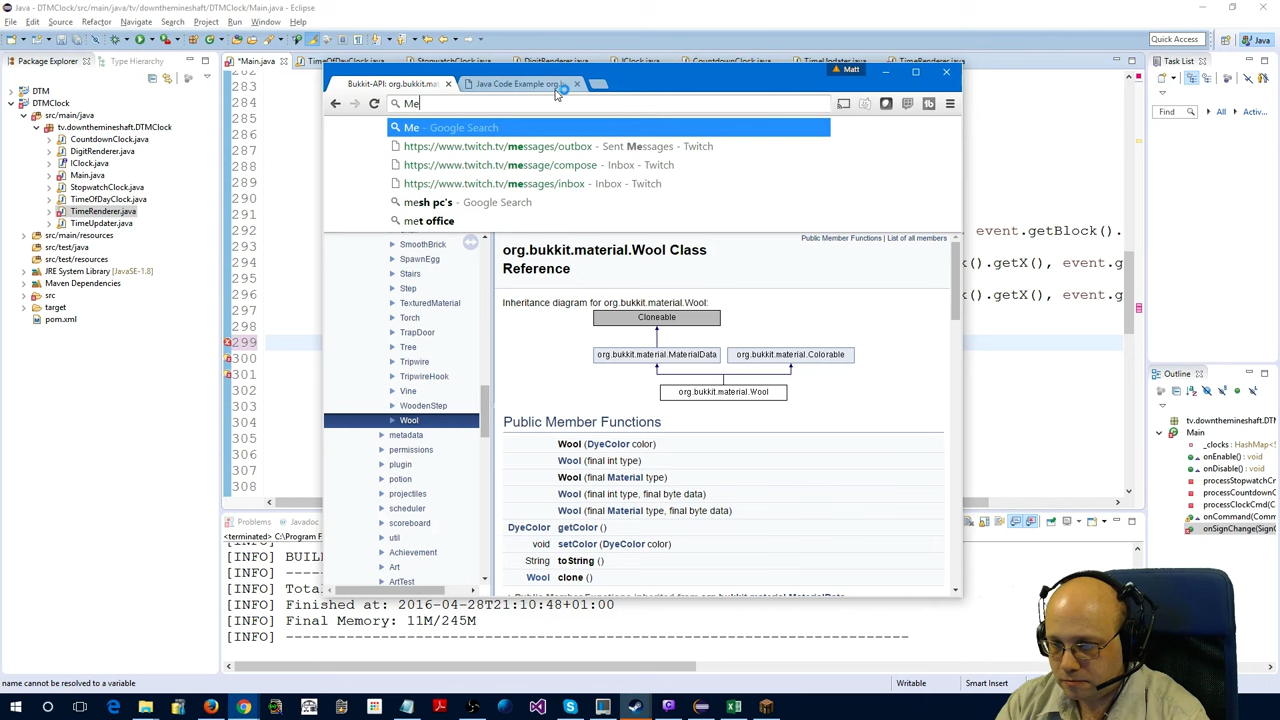 Java - DTMClock/src/main/java/tv/downthemineshaft/DTMClock/Main.java - Eclipse
File Edit Source Refactor Navigate Search Project Run Window Help
Quick Access
Java
Package Explorer
Type Hierarchy
DTM
DTMClock
src/main/java
tv.downthemineshaft.DTMClock
CountdownClock.java
DigitRenderer.java
IClock.java
Main.java
StopwatchClock.java
TimeOfDayClock.java
TimeRenderer.java
TimeUpdater.java
src/main/resources
src/test/java
src/test/resources
JRE System Library [JavaSE-1.8]
Maven Dependencies
src
target
pom.xml
*Main.java
283
284
285
286
287
288
289
290
291
292
293
294
295
296
297
298
299
300
301
302
303
304
305
306
307
308
event.getBlock().
k().getX(), event.g
k().getX(), event.g
Matt
Bukkit-API: org.bukkit.mat
Java Code Example org.b
Me
Me - Google Search
https://www.twitch.tv/messages/outbox - Sent Messages - Twitch
https://www.twitch.tv/message/compose - Inbox - Twitch
https://www.twitch.tv/messages/inbox - Inbox - Twitch
mesh pc's - Google Search
met office
SmoothBrick
SpawnEgg
Stairs
Step
TexturedMaterial
Torch
TrapDoor
Tree
Tripwire
TripwireHook
Vine
WoodenStep
Wool
metadata
permissions
plugin
potion
projectiles
scheduler
scoreboard
util
Achievement
Art
ArtTest
Public Member Functions | List of all members
org.bukkit.material.Wool Class
Reference
Inheritance diagram for org.bukkit.material.Wool:
Cloneable
org.bukkit.material.MaterialData
org.bukkit.material.Colorable
org.bukkit.material.Wool
Public Member Functions
Wool (DyeColor color)
Wool (final int type)
Wool (final Material type)
Wool (final int type, final byte data)
Wool (final Material type, final byte data)
DyeColor getColor ()
void setColor (DyeColor color)
String toString ()
Wool clone ()
Task List
Find
All
Activ...
Outline
tv.downthemineshaft.
Main
_clocks : HashMap<S
onEnable() : void
onDisable() : void
processStopwatchCm
processCountdownC
processClockCmd(Co
onCommand(Comm
onSignChange(SignC
Problems
Javadoc
<terminated> C:\Program F
[INFO] BUIL
[INFO] ---
[INFO] Tota
[INFO] Finished at: 2016-04-28T21:10:48+01:00
[INFO] Final Memory: 11M/245M
[INFO] ------------------------------------------------------------------------
name cannot be resolved to a variable
Writable
Smart Insert